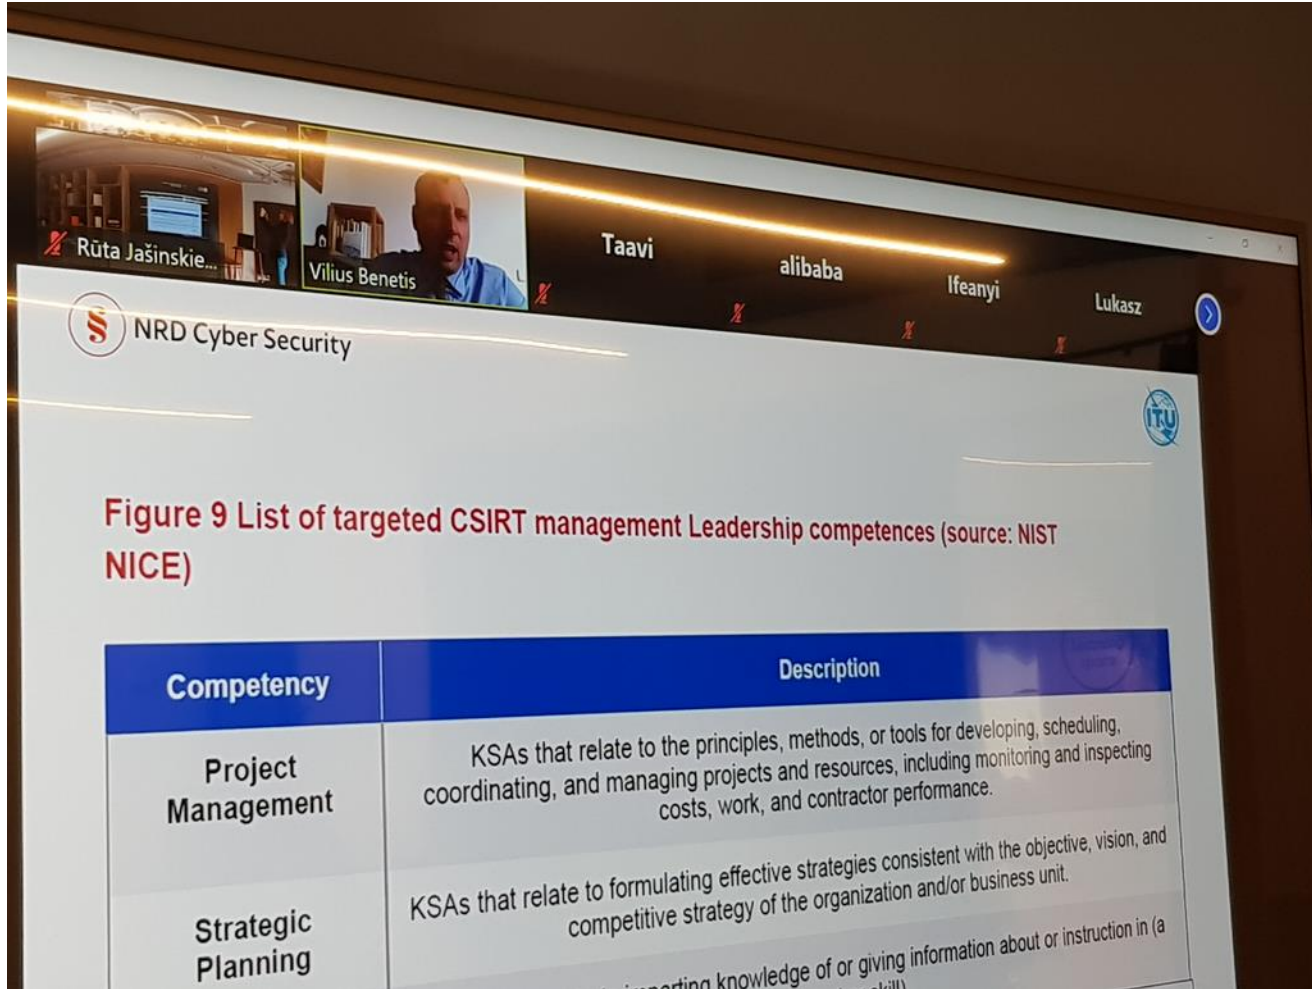 Rūta Jašinskie...
Vilius Benetis
Taavi
alibaba
Ifeanyi
Lukasz
NRD Cyber Security
ITU
Figure 9 List of targeted CSIRT management Leadership competences (source: NIST
NICE)
Competency
Description
Project
Management
KSAs that relate to the principles, methods, or tools for developing, scheduling,
coordinating, and managing projects and resources, including monitoring and inspecting
costs, work, and contractor performance.
Strategic
Planning
KSAs that relate to formulating effective strategies consistent with the objective, vision, and
competitive strategy of the organization and/or business unit.
knowledge of or giving information about or instruction in (a